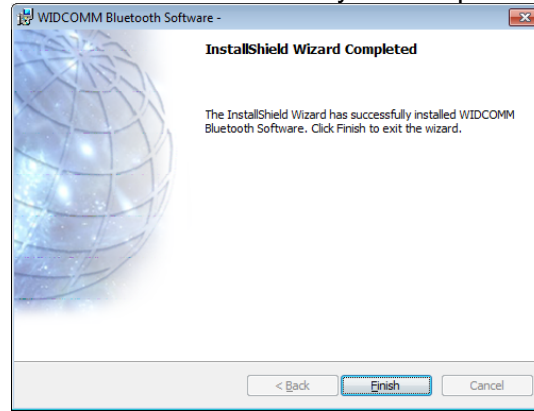 WIDCOMM Bluetooth Software -
InstallShield Wizard Completed
The InstallShield Wizard has successfully installed WIDCOMM
Bluetooth Software. Click Finish to exit the wizard.
< Back
Finish
Cancel